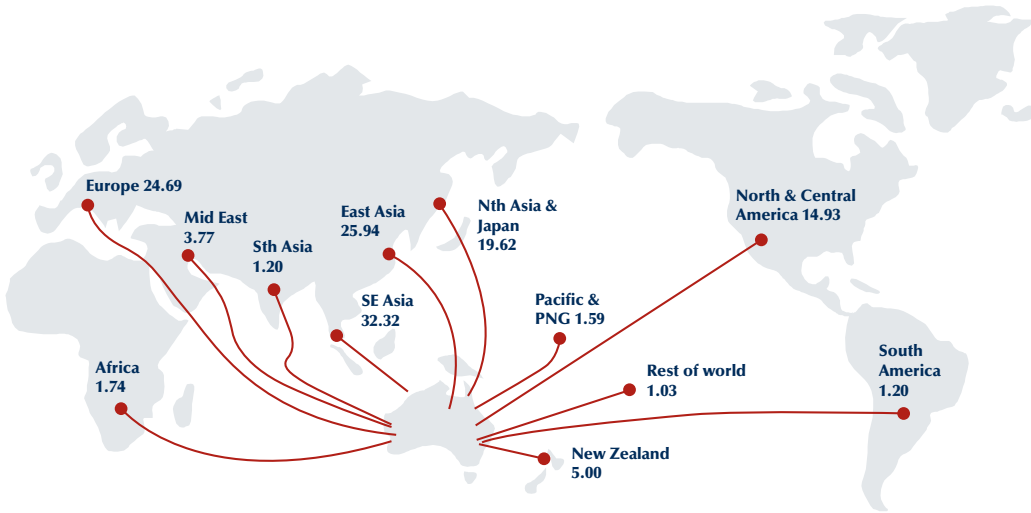 Europe 24.69
Mid East
3.77
Sth Asia
1.20
East Asia
25.94
Nth Asia &
Japan
19.62
North & Central
America 14.93
SE Asia
32.32
Pacific &
PNG 1.59
Africa
1.74
Rest of world
1.03
South
America
1.20
New Zealand
5.00